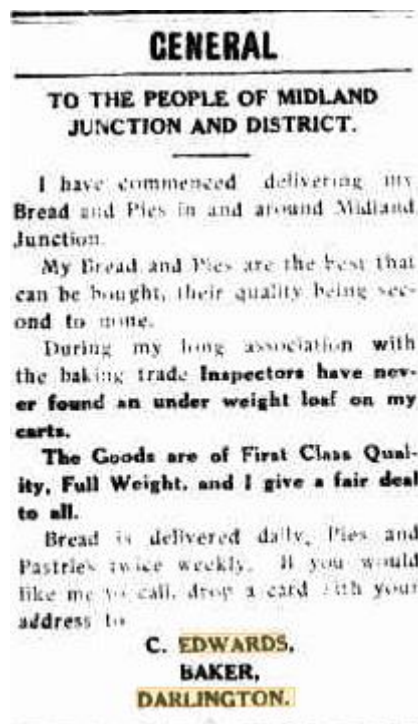 GENERAL
TO THE PEOPLE OF MIDLAND
JUNCTION AND DISTRICT.
I have commenced delivering my
Bread and Pies in and around Midland
Junction.
My Bread and Pies are the best that
can be bought, their quality being sec-
ond to none.
During my long association with
the baking trade Inspectors have nev-
er found an under weight loaf on my
carts.
The Goods are of First Class Qual-
ity, Full Weight, and I give a fair deal
to all.
Bread is delivered daily, Pies and
Pastries twice weekly. If you would
like me to call, drop a card with your
address to
C. EDWARDS,
BAKER,
DARLINGTON.